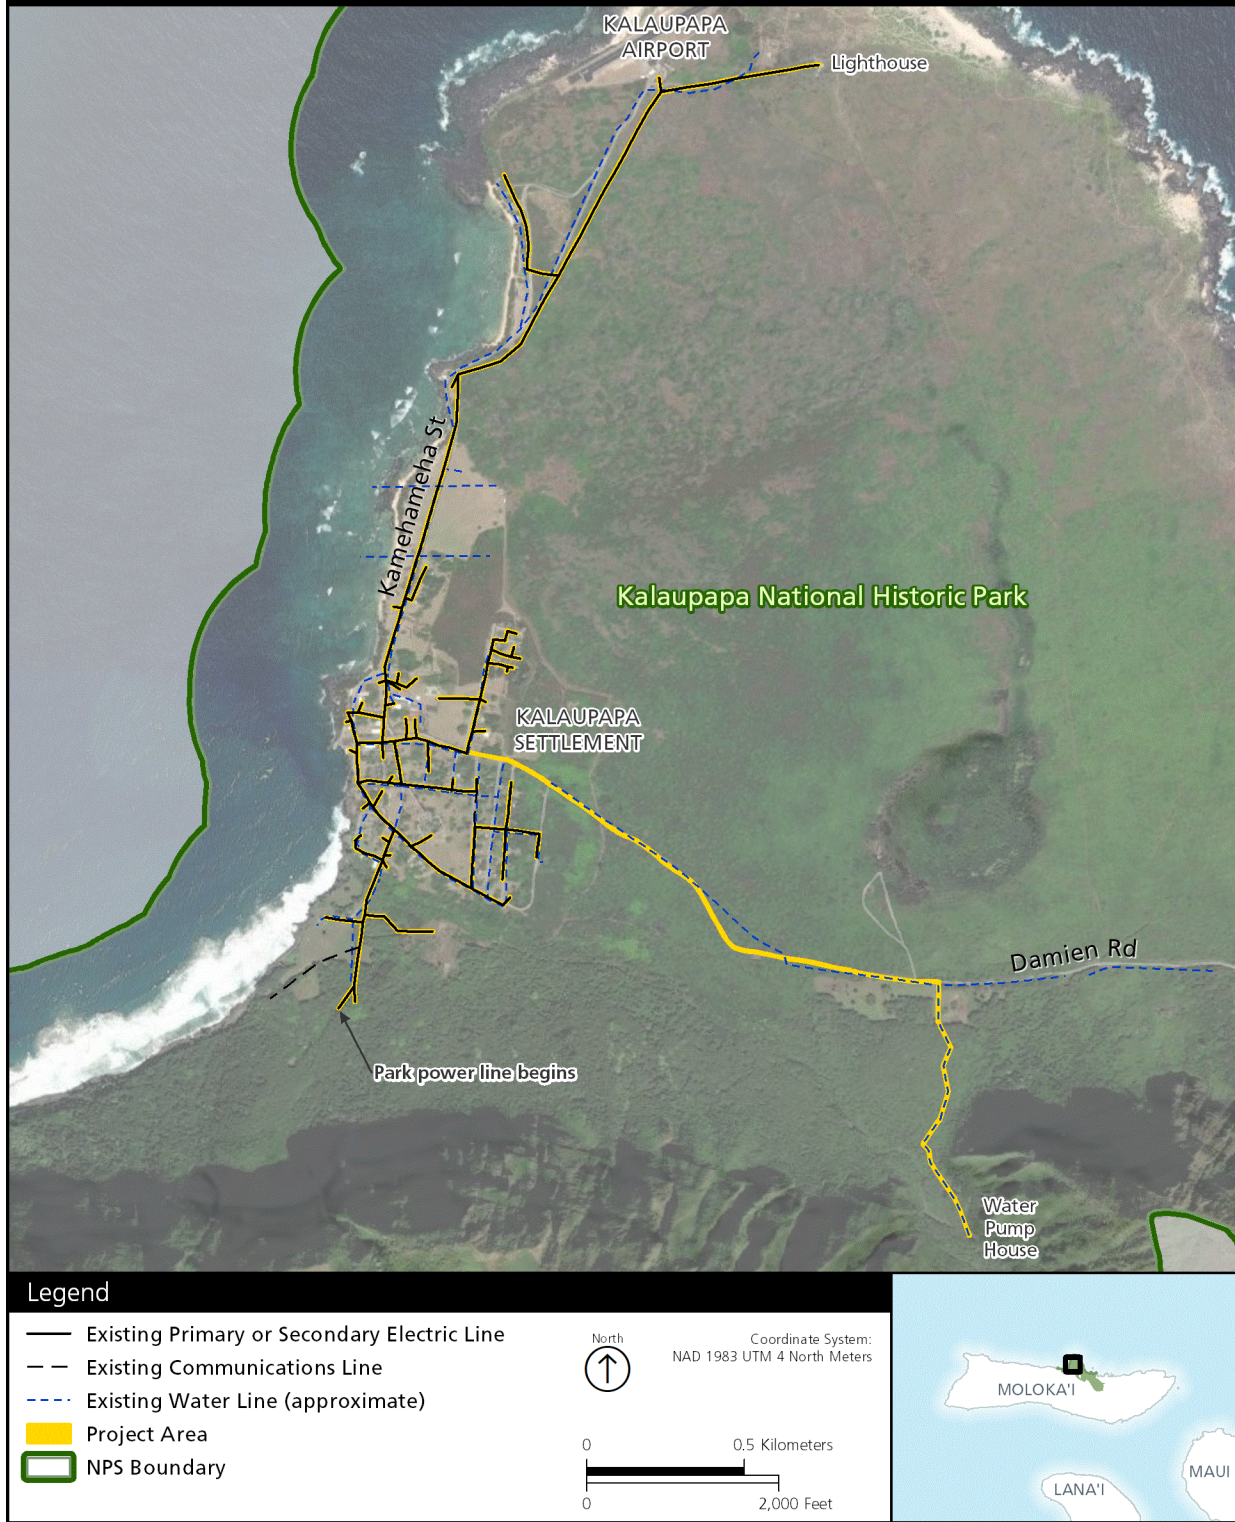 KALAUPAPA
AIRPORT
Lighthouse
Kamehameha St
Kalaupapa National Historic Park
KALAUPAPA
SETTLEMENT
Damien Rd
Park power line begins
Water
Pump
House
Legend
Existing Primary or Secondary Electric Line
Existing Communications Line
Existing Water Line (approximate)
Project Area
NPS Boundary
North
Coordinate System:
NAD 1983 UTM 4 North Meters
0 0.5 Kilometers
0 2,000 Feet
MOLOKA'I
LANA'I
MAUI